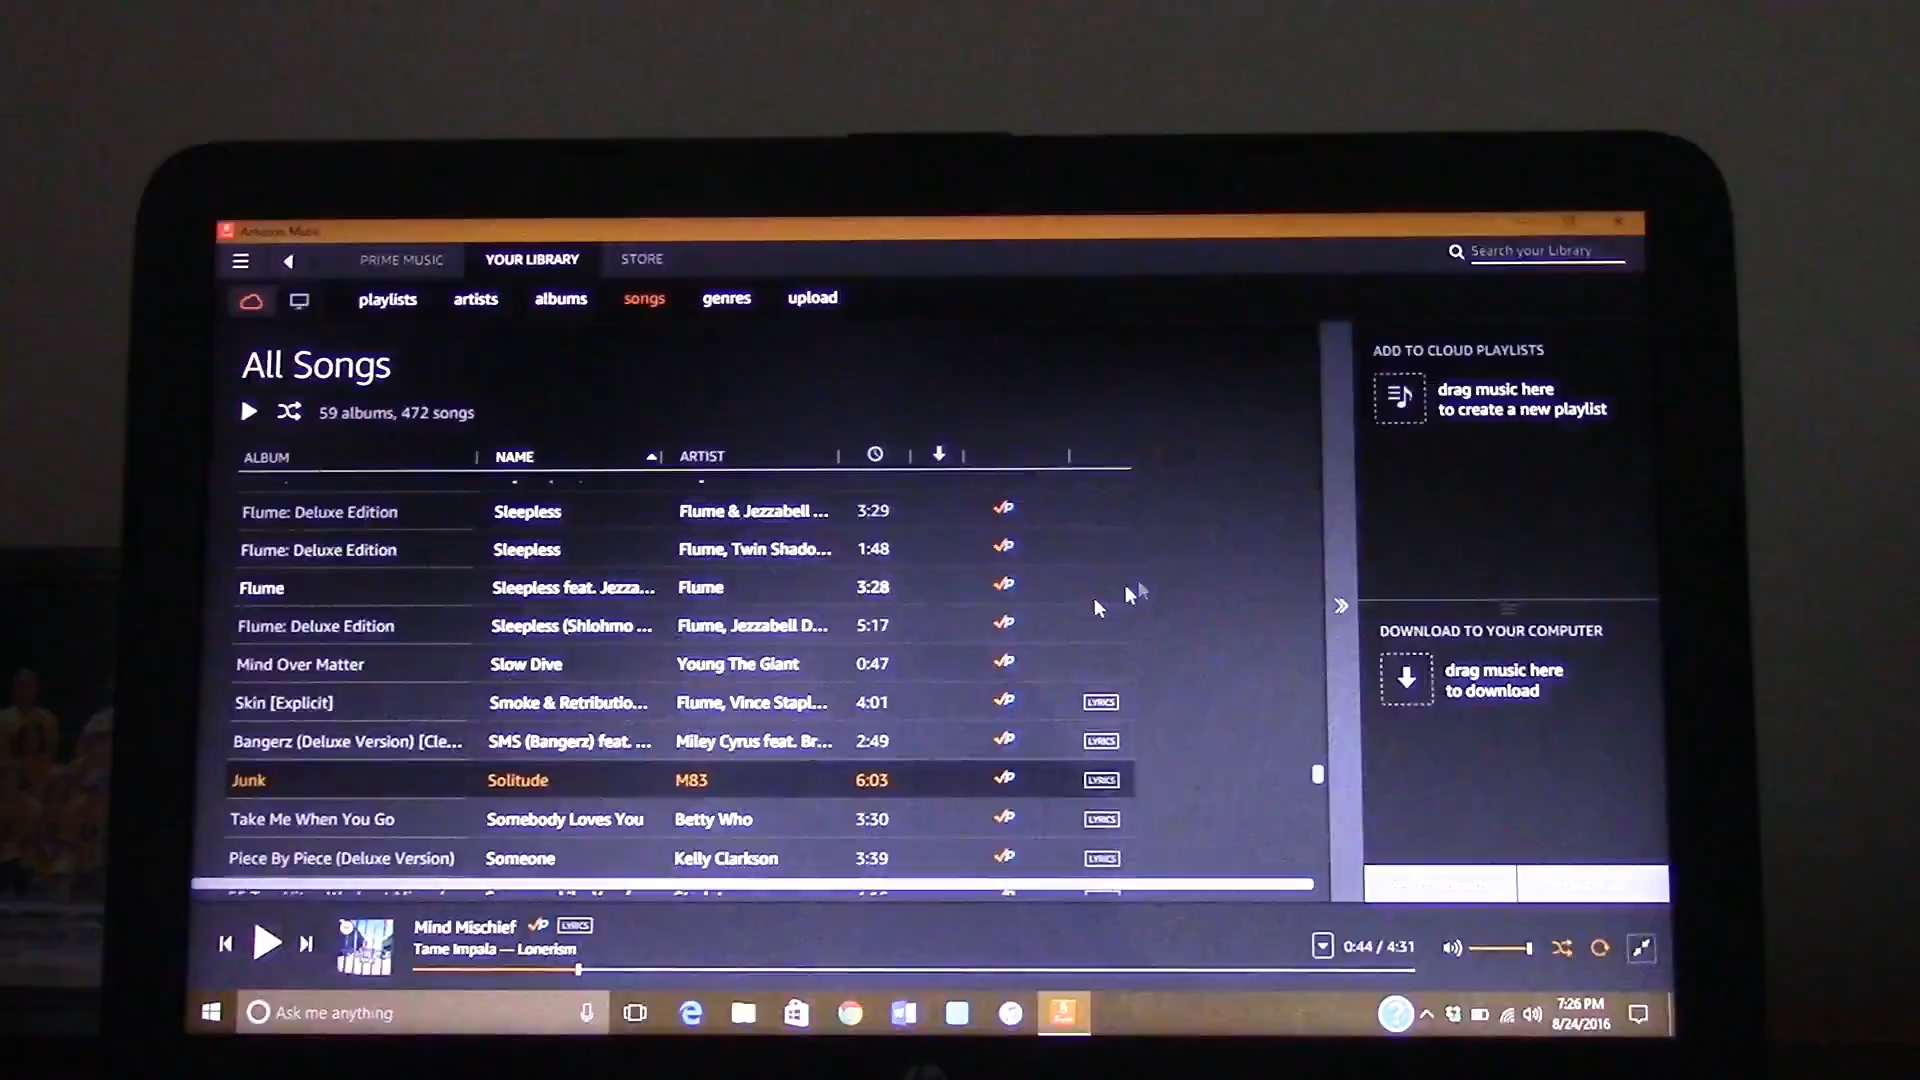 Amazon Music
PRIME MUSIC YOUR LIBRARY STORE Search your Library
playlists artists albums songs genres upload
All Songs
59 albums, 472 songs
ALBUM NAME ARTIST
Flume: Deluxe Edition Sleepless Flume & Jezzabell ... 3:29
Flume: Deluxe Edition Sleepless Flume, Twin Shado... 1:48
Flume Sleepless feat. Jezza... Flume 3:28
Flume: Deluxe Edition Sleepless (Shlohmo ... Flume, Jezzabell D... 5:17
Mind Over Matter Slow Dive Young The Giant 0:47
Skin [Explicit] Smoke & Retributio... Flume, Vince Stapl... 4:01 LYRICS
Bangerz (Deluxe Version) [Cle... SMS (Bangerz) feat. ... Miley Cyrus feat. Br... 2:49 LYRICS
Junk Solitude M83 6:03 LYRICS
Take Me When You Go Somebody Loves You Betty Who 3:30 LYRICS
Piece By Piece (Deluxe Version) Someone Kelly Clarkson 3:39 LYRICS
ADD TO CLOUD PLAYLISTS
drag music here
to create a new playlist
DOWNLOAD TO YOUR COMPUTER
drag music here
to download
Mind Mischief LYRICS
Tame Impala — Lonerism
0:44 / 4:31
Ask me anything
7:26 PM
8/24/2016